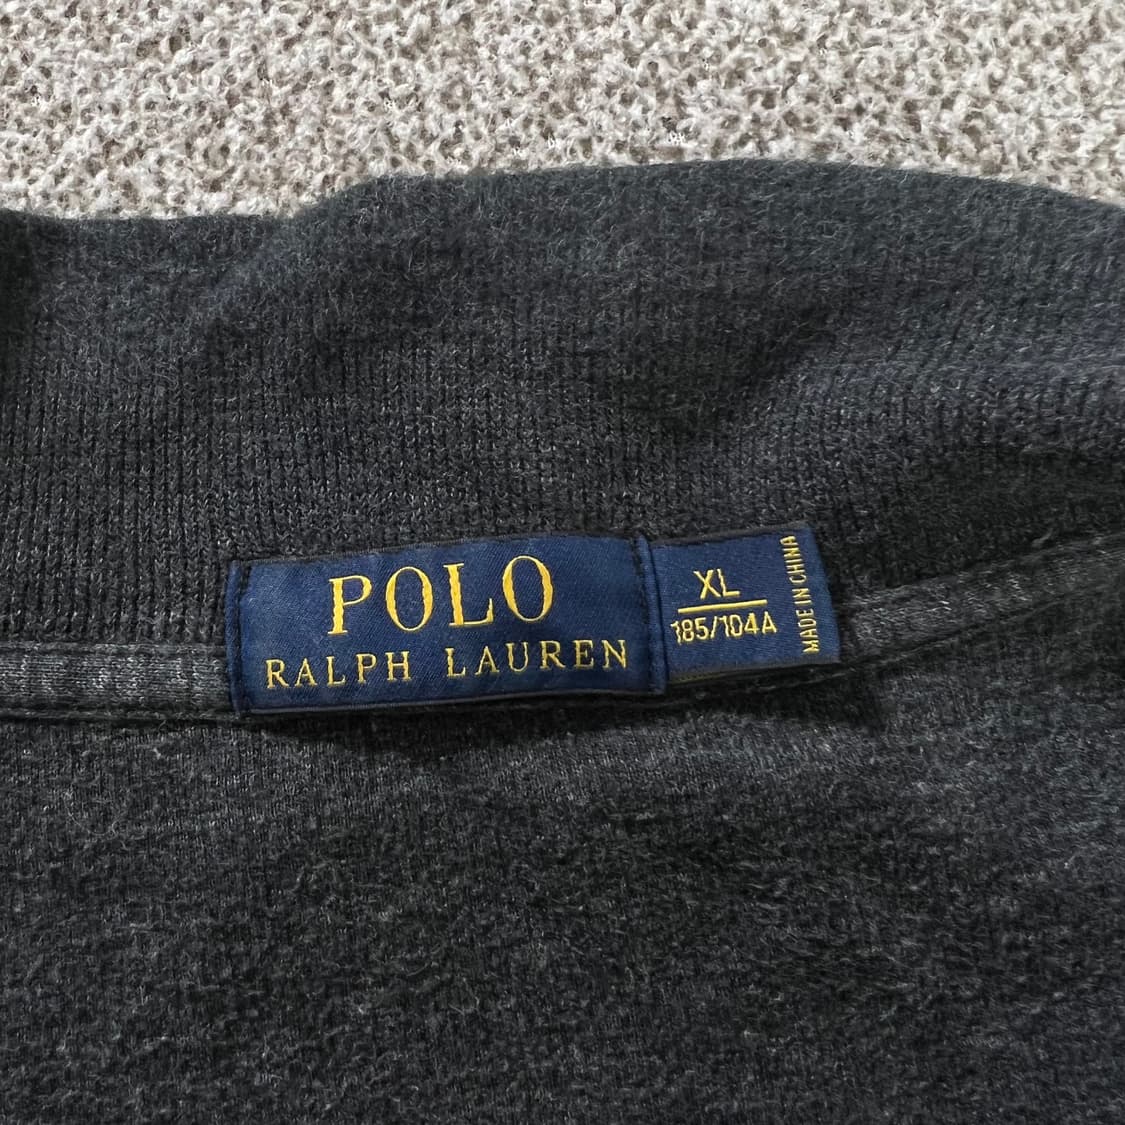 POLO
RALPH LAUREN
XL
185/104A
MADE IN CHINA